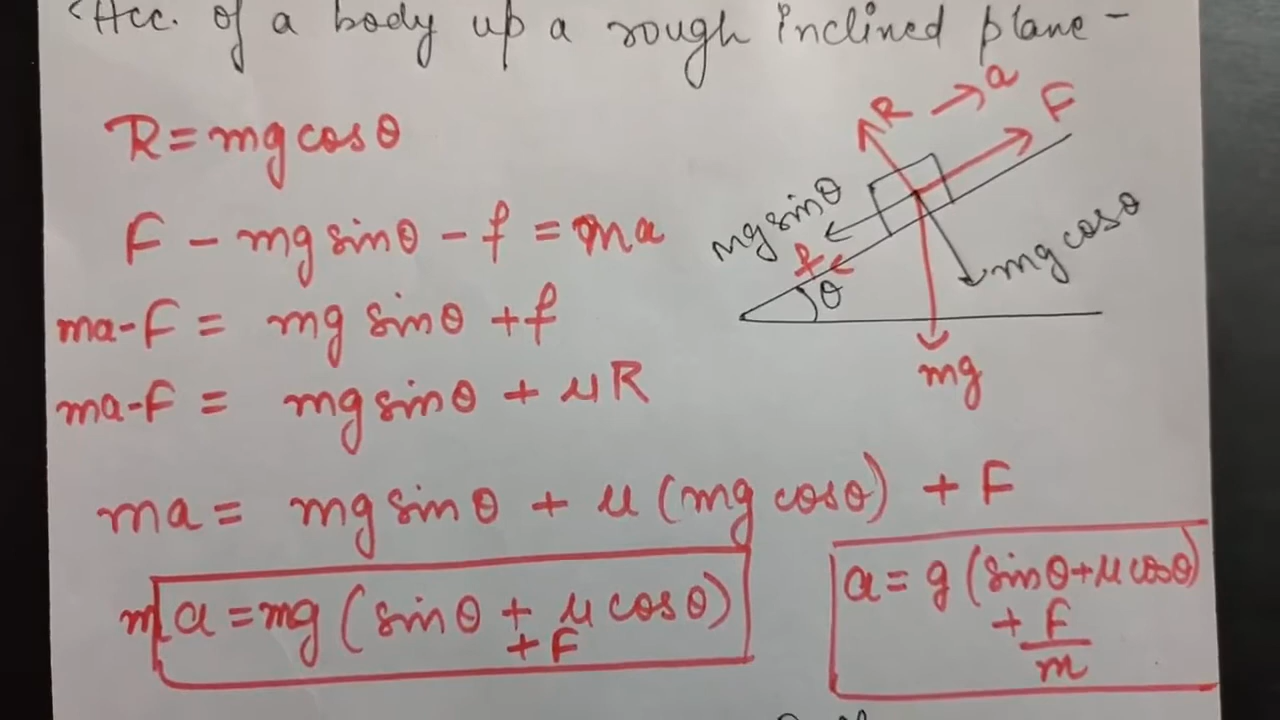 Acc. of a body up a rough inclined plane -
R = mg cos θ
F - mg sin θ - f = ma
ma - F = mg sin θ + f
ma - F = mg sin θ + μR
ma = mg sin θ + μ (mg cos θ) + F
ma = mg (sin θ + μ cos θ)
+ F
R
a
F
mg sin θ
f
θ
mg cos θ
mg
a = g (sin θ + μ cos θ)
+ F
m